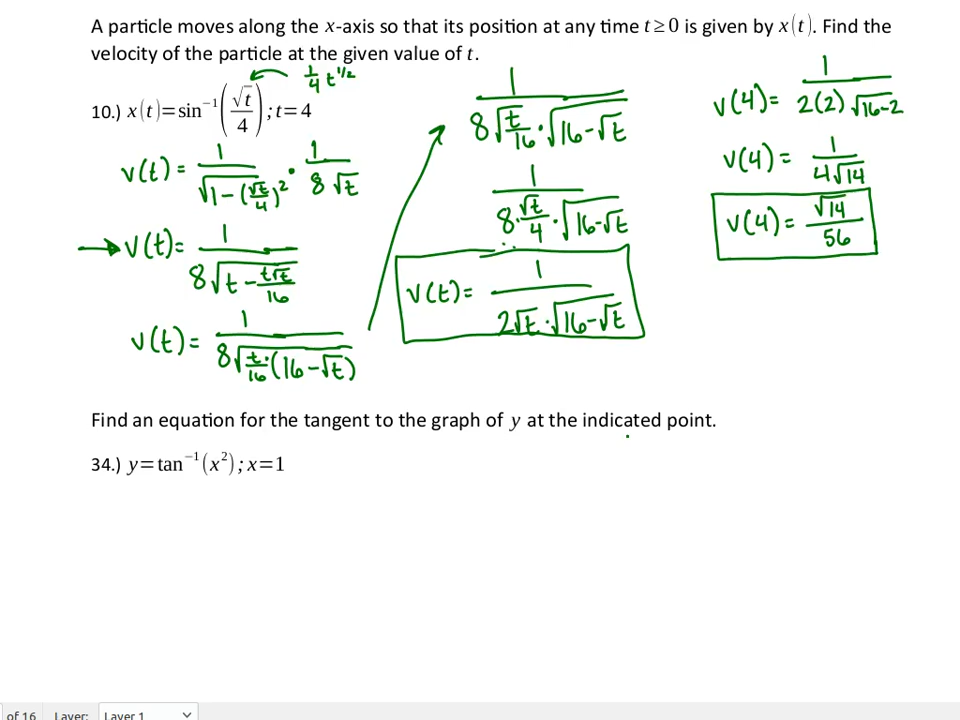 A particle moves along the x-axis so that its position at any time t≥0 is given by x(t). Find the
velocity of the particle at the given value of t.
10.) x(t)=sin⁻¹(√t/4); t=4
1/4 t^1/2
v(t) = 1/√(1-(√t/4)²) · 1/(8√t)
→ v(t) = 1/(8√(t - t√t/16))
v(t) = 1/(8√(t/16·(16-√t)))
1/(8√(t/16)·√(16-√t))
1/(8·√t/4·√(16-√t))
v(t) = 1/(2√t·√(16-√t))
v(4) = 1/(2(2)√(16-2))
v(4) = 1/(4√14)
v(4) = √14/56
Find an equation for the tangent to the graph of y at the indicated point.
34.) y=tan⁻¹(x²); x=1
of 16 Layer: Layer 1